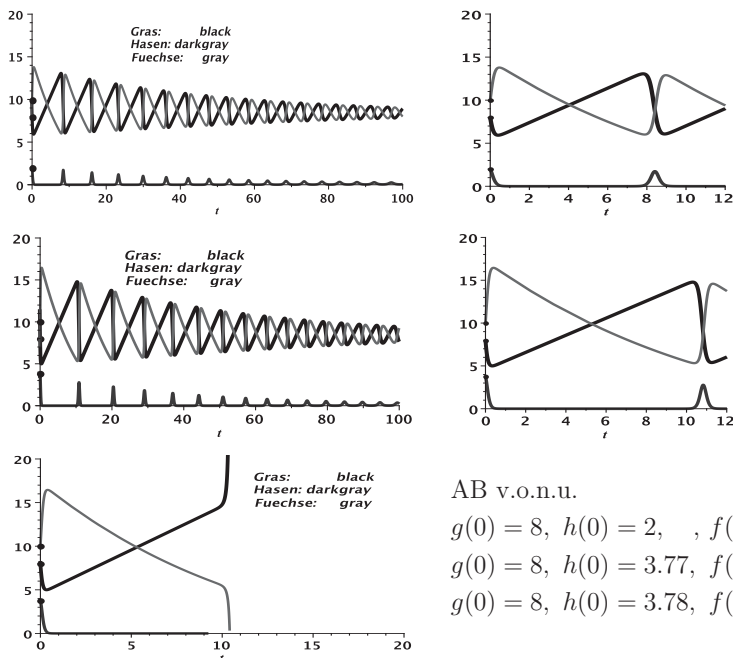 20
15
10
5
0
Gras: black
Hasen: darkgray
Fuechse: gray
0 20 40 60 80 100
t
20
15
10
5
0
0 2 4 6 8 10 12
t
20
15
10
5
0
Gras: black
Hasen: darkgray
Fuechse: gray
0 20 40 60 80 100
t
20
15
10
5
0
0 2 4 6 8 10 12
t
10
5
0
Gras: black
Hasen: darkgray
Fuechse: gray
0 5 10 15 20
t
20
15
AB v.o.n.u.
g(0) = 8, h(0) = 2, , f(
g(0) = 8, h(0) = 3.77, f(
g(0) = 8, h(0) = 3.78, f(